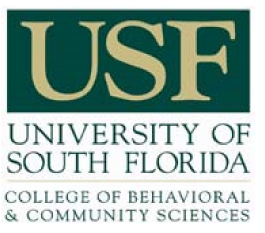 USF
UNIVERSITY OF
SOUTH FLORIDA
COLLEGE OF BEHAVIORAL
& COMMUNITY SCIENCES